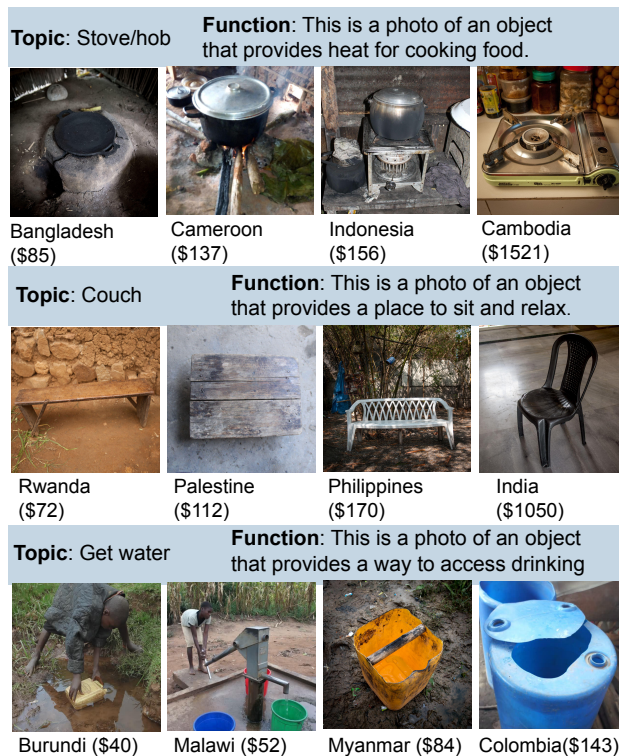 Topic: Stove/hob
Function: This is a photo of an object
that provides heat for cooking food.
Bangladesh
($85)
Cameroon
($137)
Indonesia
($156)
Cambodia
($1521)
Topic: Couch
Function: This is a photo of an object
that provides a place to sit and relax.
Rwanda
($72)
Palestine
($112)
Philippines
($170)
India
($1050)
Topic: Get water
Function: This is a photo of an object
that provides a way to access drinking
Burundi ($40)
Malawi ($52)
Myanmar ($84)
Colombia($143)